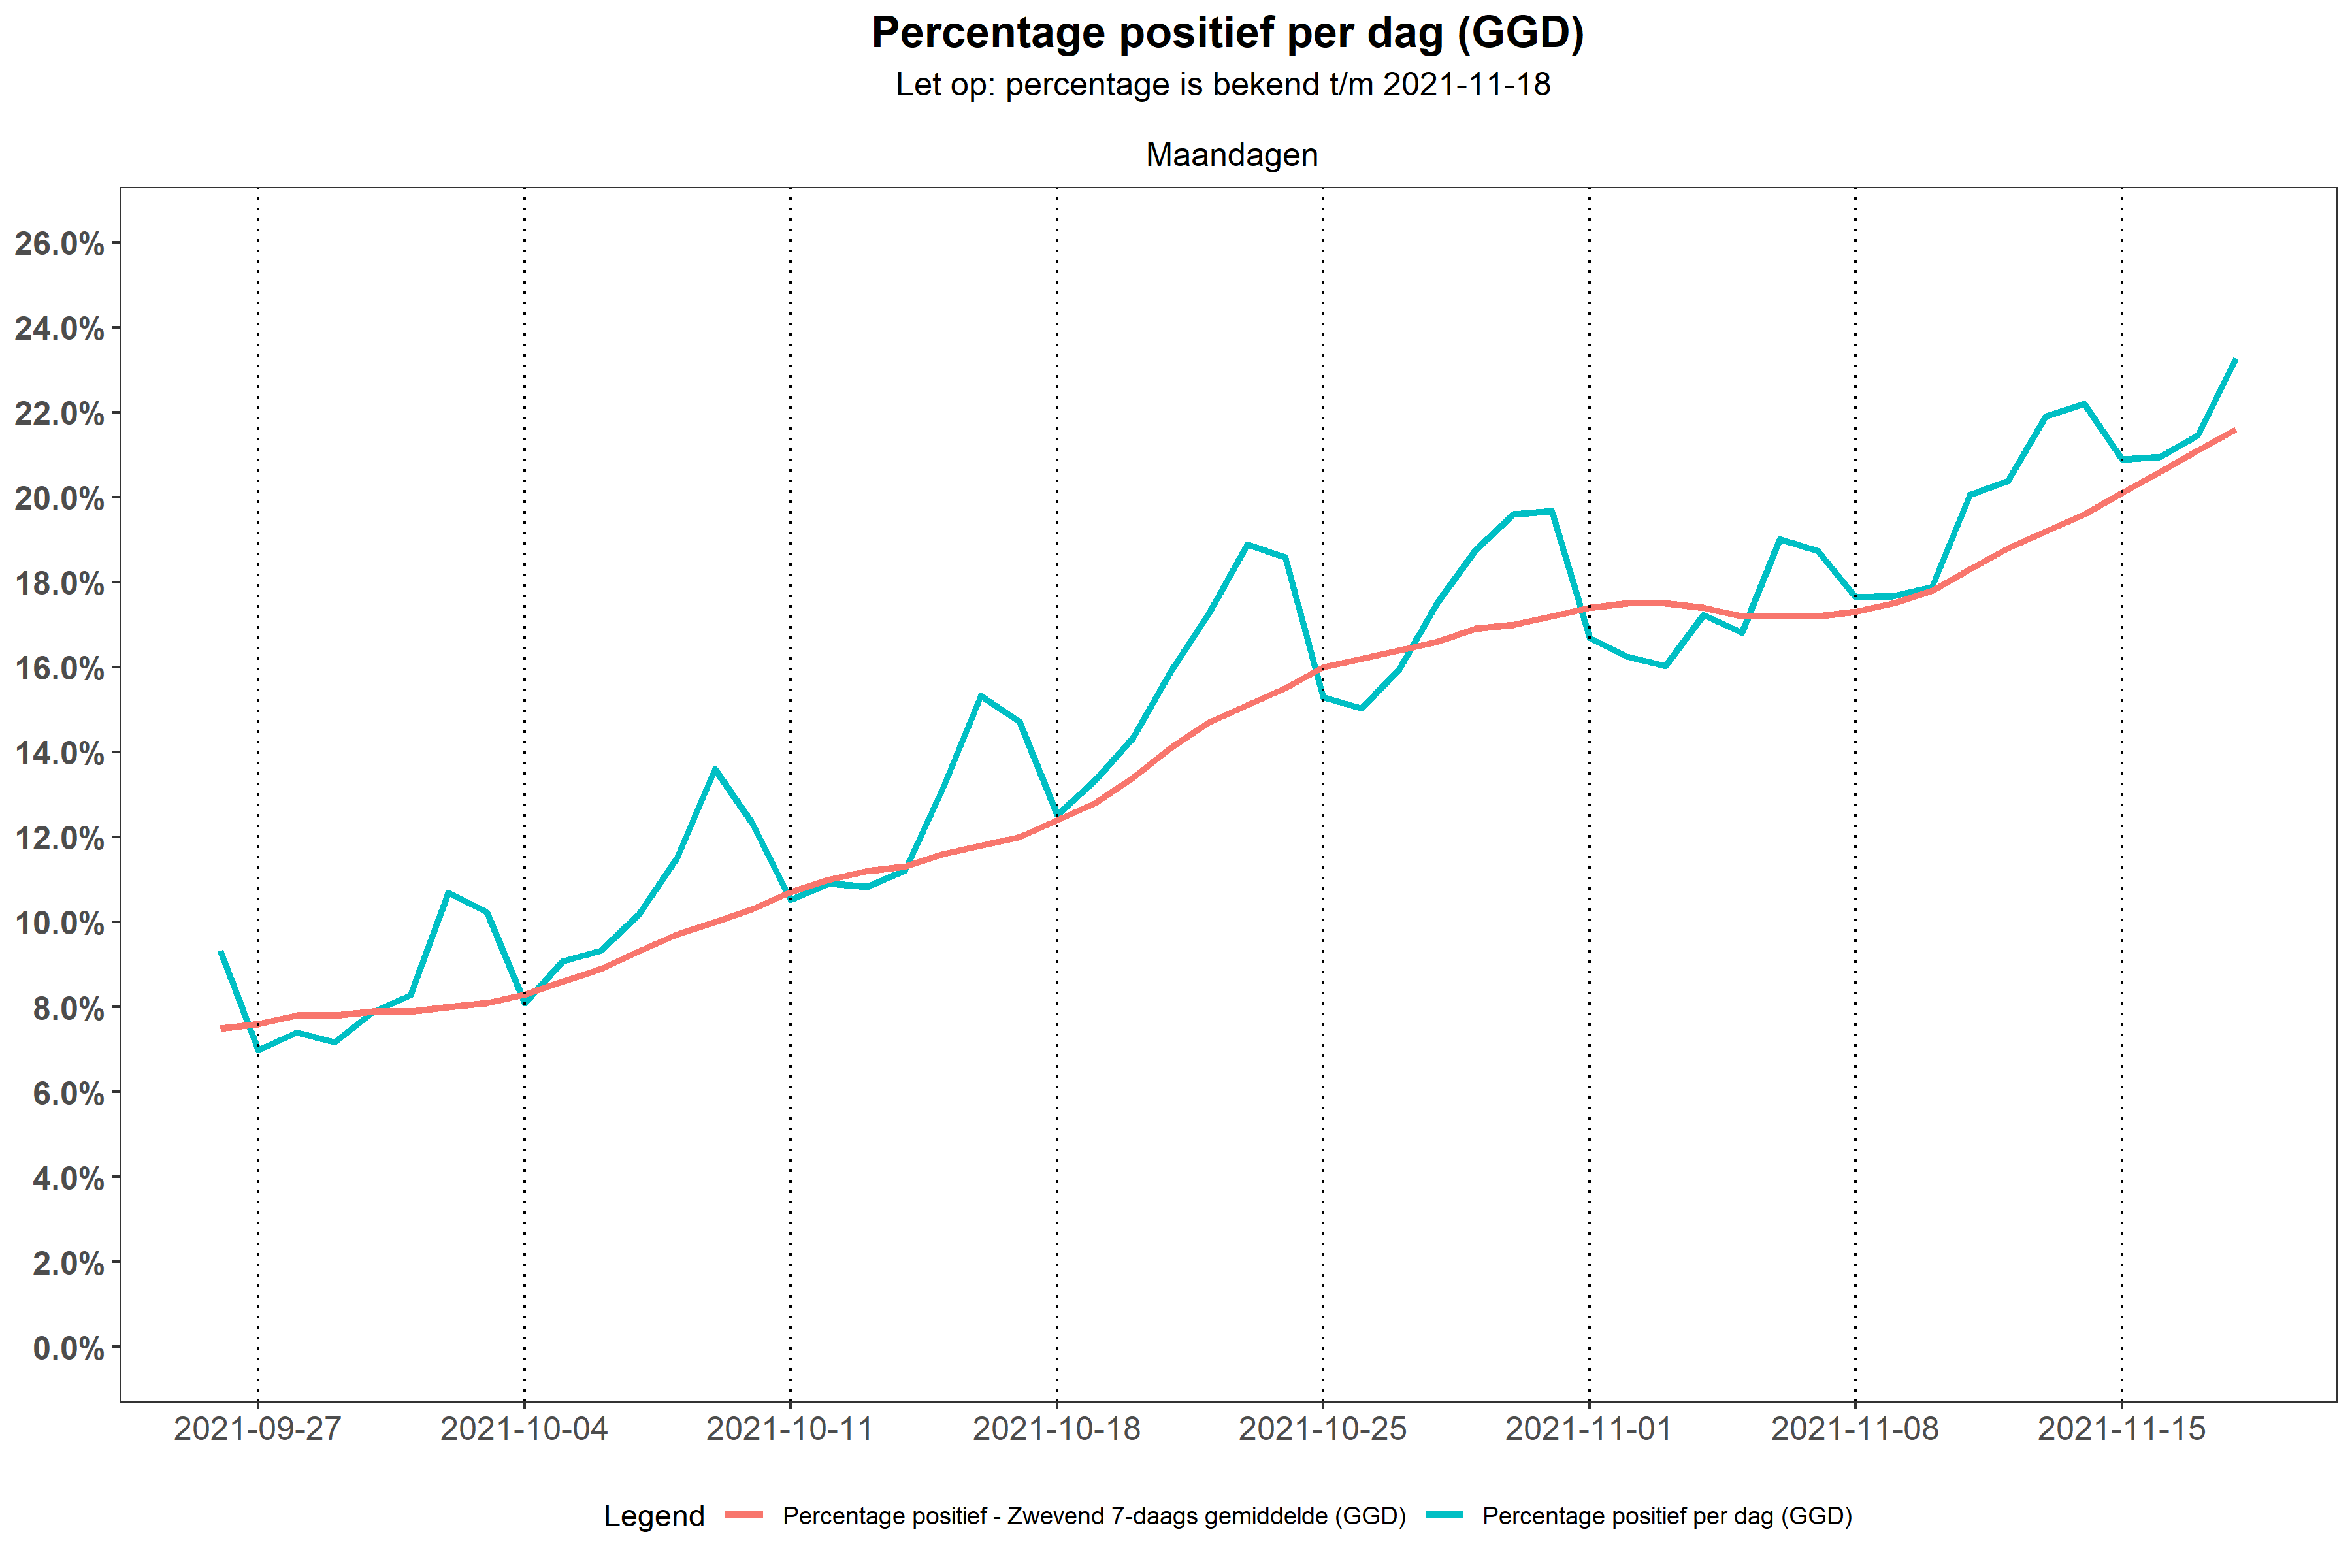 Percentage positief per dag (GGD)
Let op: percentage is bekend t/m 2021-11-18
Maandagen
26.0%
24.0%
22.0%
20.0%
18.0%
16.0%
14.0%
12.0%
10.0%
8.0%
6.0%
4.0%
2.0%
0.0%
2021-09-27 2021-10-04 2021-10-11 2021-10-18 2021-10-25 2021-11-01 2021-11-08 2021-11-15
Legend Percentage positief - Zwevend 7-daags gemiddelde (GGD) Percentage positief per dag (GGD)